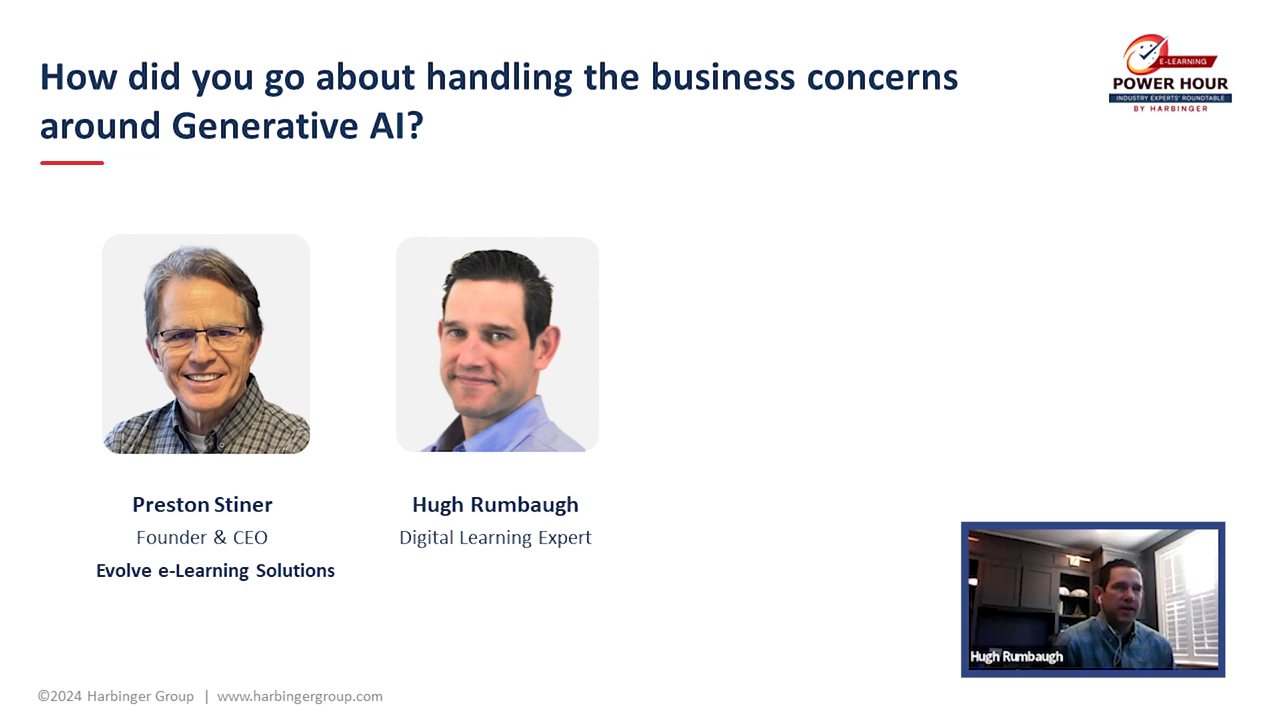 How did you go about handling the business concerns
around Generative AI?
E-LEARNING
POWER HOUR
INDUSTRY EXPERTS' ROUNDTABLE
BY HARBINGER
Preston Stiner
Founder & CEO
Evolve e-Learning Solutions
Hugh Rumbaugh
Digital Learning Expert
Hugh Rumbaugh
©2024 Harbinger Group | www.harbingergroup.com